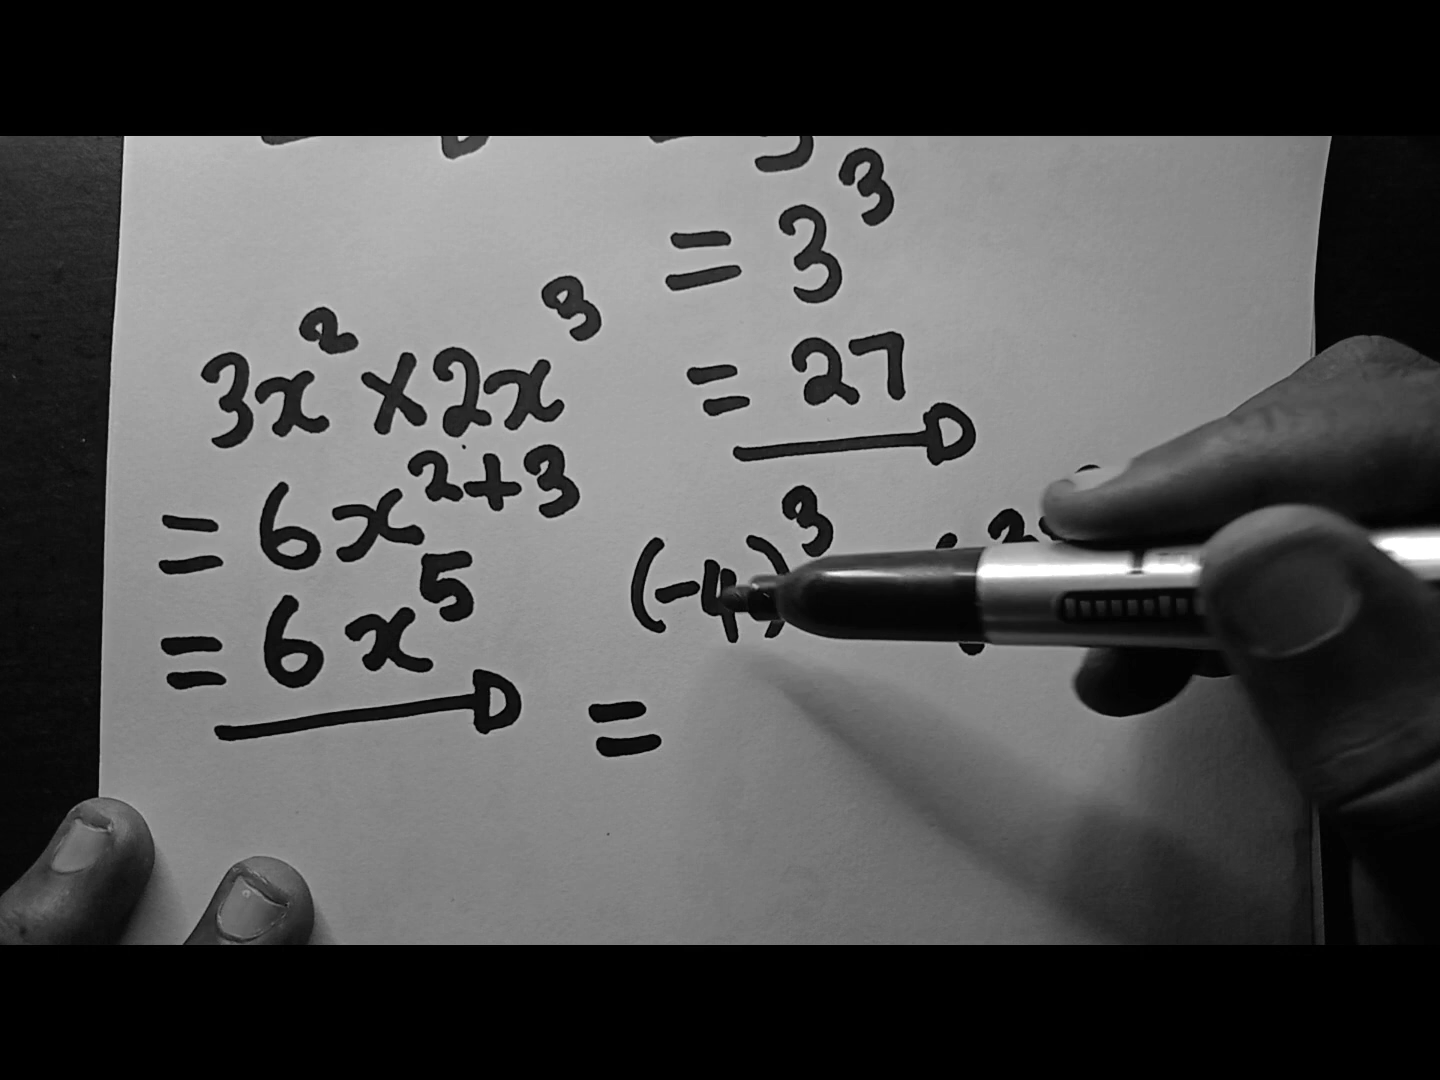 = 3³
= 27
3x² × 2x³
= 6x²⁺³
= 6x⁵
(-4)³
=